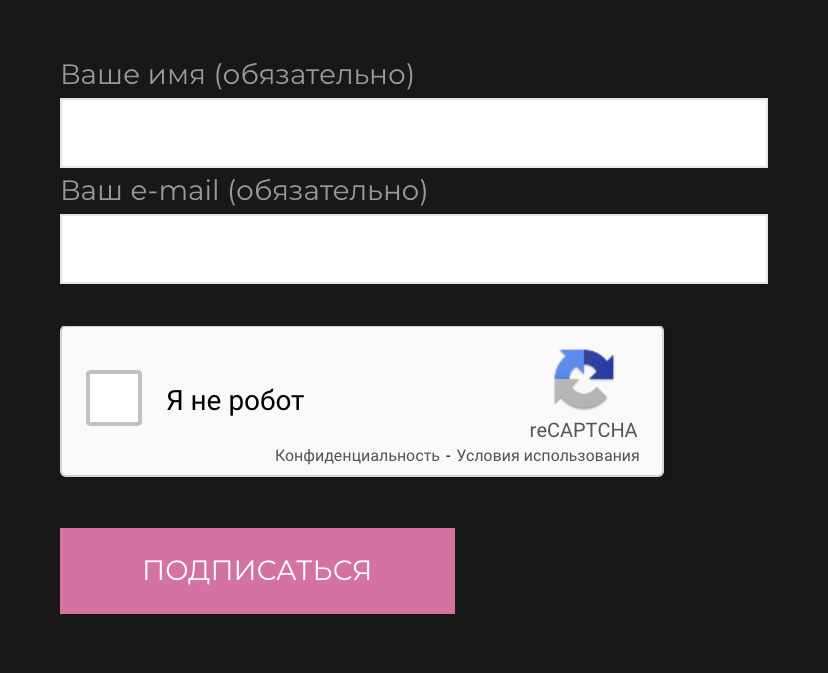 Ваше имя (обязательно)
Ваш e-mail (обязательно)
Я не робот
reCAPTCHA
Конфиденциальность - Условия использования
ПОДПИСАТЬСЯ